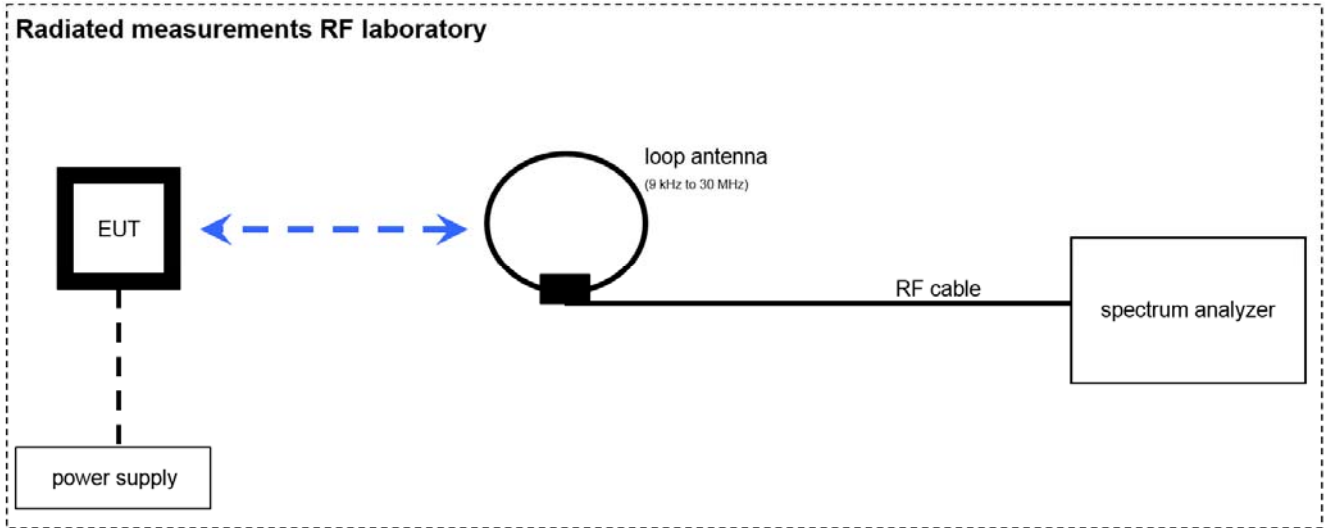 Radiated measurements RF laboratory
loop antenna
(9 kHz to 30 MHz)
EUT
RF cable
spectrum analyzer
power supply